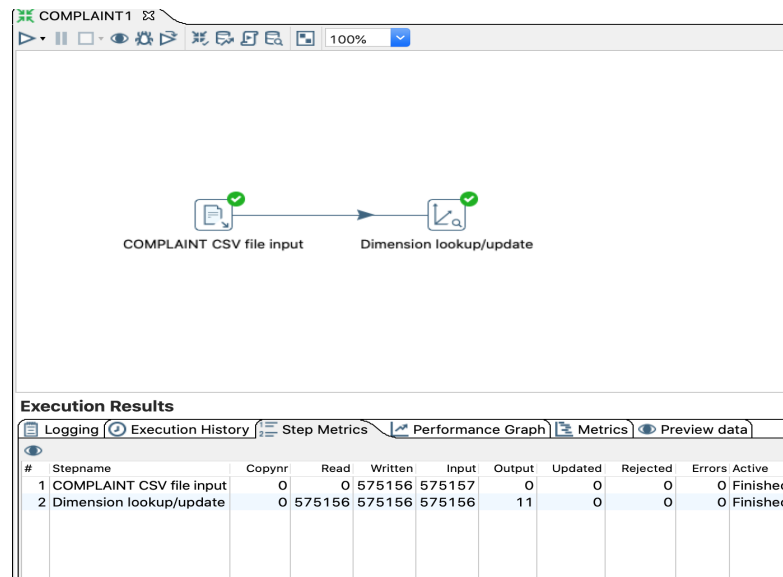 COMPLAINT1
100%
COMPLAINT CSV file input Dimension lookup/update
Execution Results
Logging Execution History Step Metrics Performance Graph Metrics Preview data
# Stepname Copynr Read Written Input Output Updated Rejected Errors Active
1 COMPLAINT CSV file input 0 0 575156 575157 0 0 0 0 Finished
2 Dimension lookup/update 0 575156 575156 575156 11 0 0 0 Finished